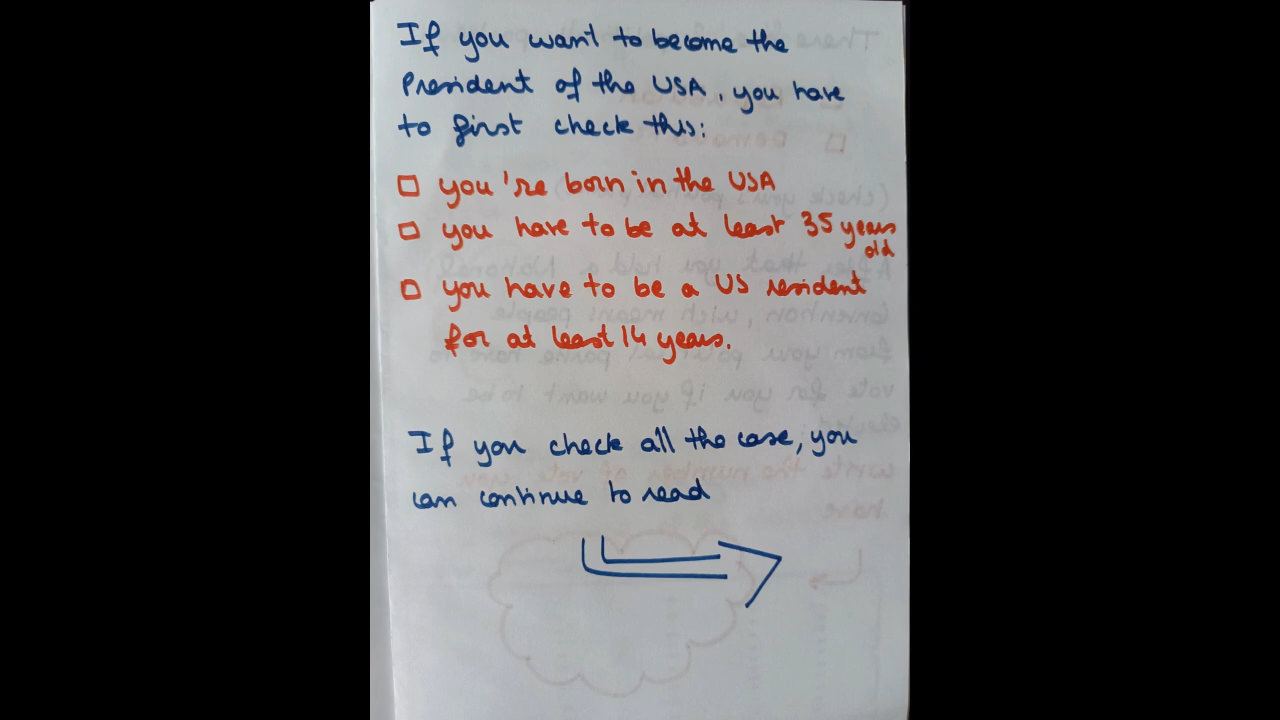 If you want to become the
President of the USA, you have
to first check this:
□ you're born in the USA
□ you have to be at least 35 years
old
□ you have to be a US resident
for at least 14 years.
If you check all the case, you
can continue to read